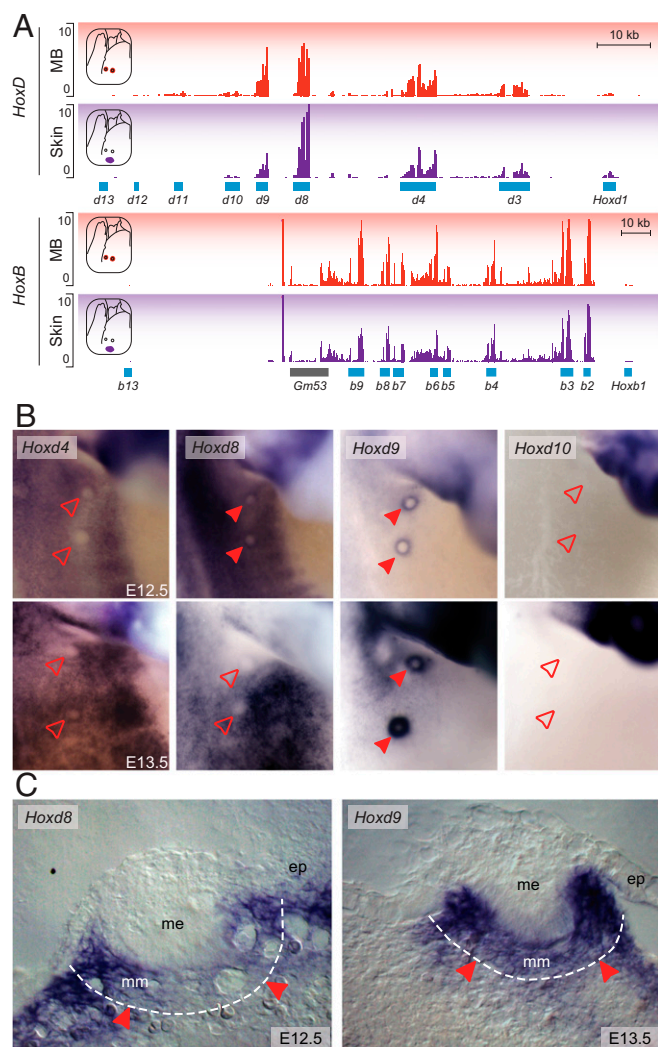 A
HoxD
MB
10
0
10 kb
Skin
10
0
d13 d12 d11 d10 d9 d8 d4 d3 Hoxd1
HoxB
MB
10
0
10 kb
Skin
10
0
b13 Gm53 b9 b8 b7 b6 b5 b4 b3 b2 Hoxb1
B
Hoxd4 Hoxd8 Hoxd9 Hoxd10
E12.5
E13.5
C
Hoxd8
ep
me
mm
E12.5
Hoxd9
me
ep
mm
E13.5